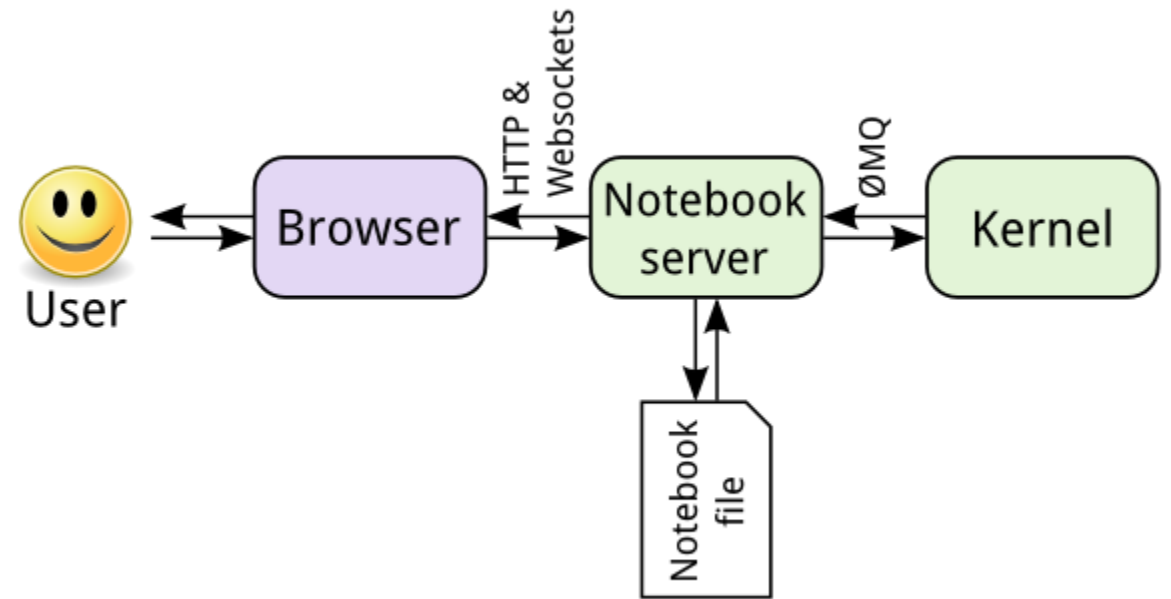 HTTP &
Websockets
ØMQ
User
Browser
Notebook
server
Kernel
Notebook
file